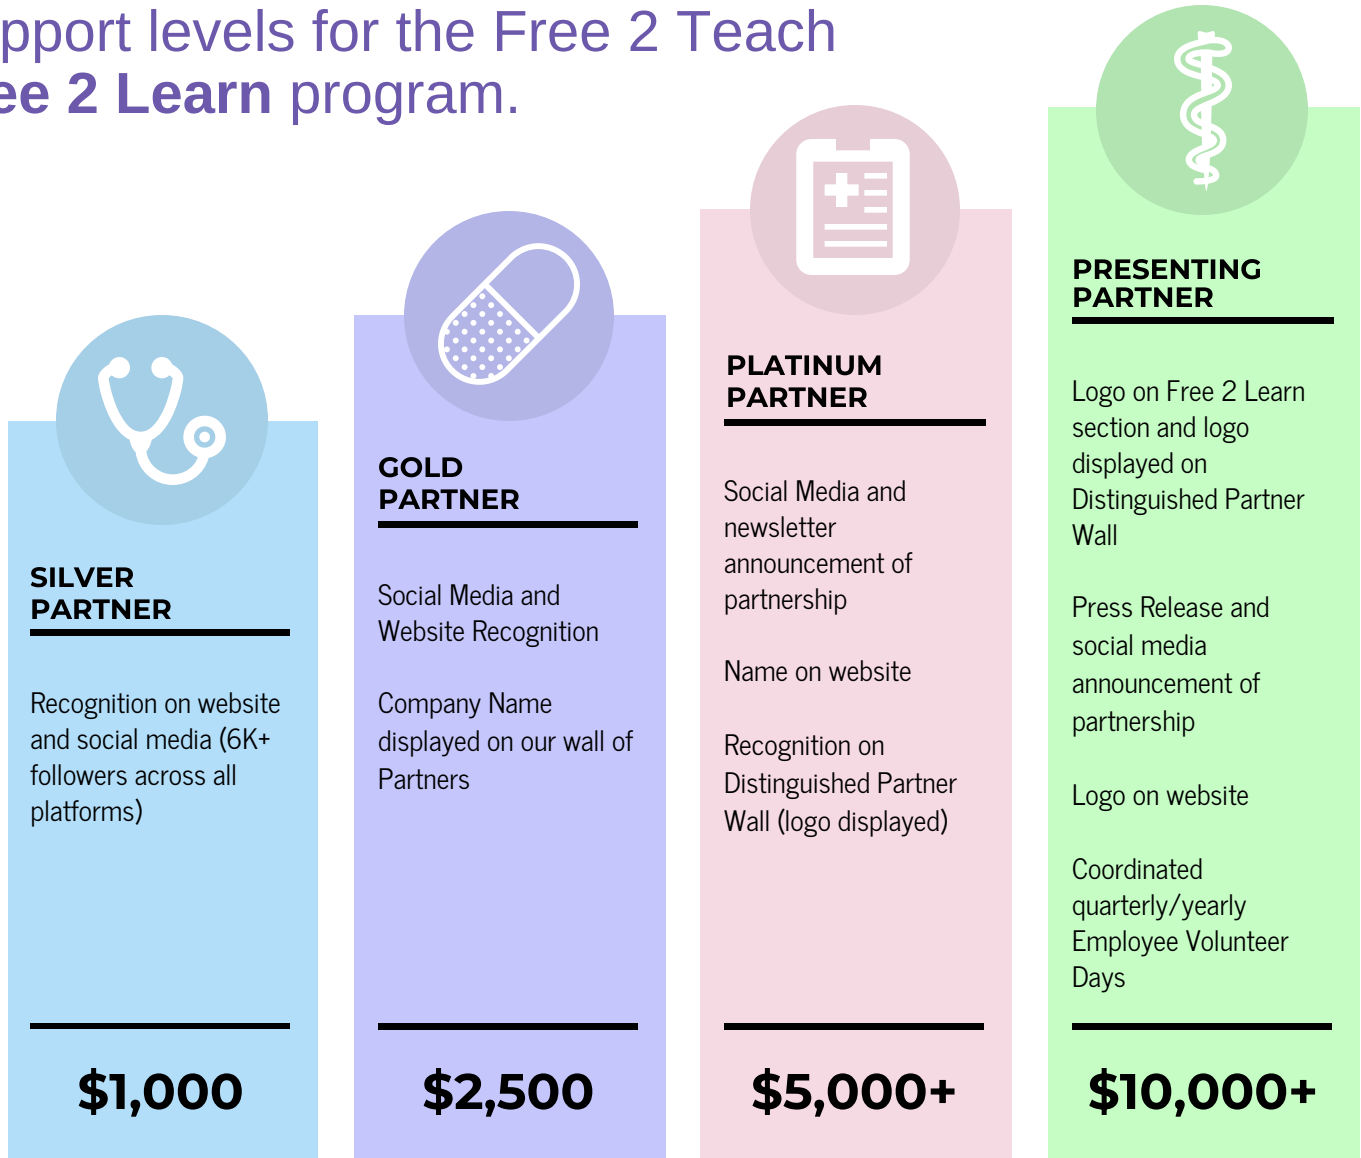 pport levels for the Free 2 Teach
ee 2 Learn program.
SILVER
PARTNER
Recognition on website
and social media (6K+
followers across all
platforms)
$1,000
GOLD
PARTNER
Social Media and
Website Recognition
Company Name
displayed on our wall of
Partners
$2,500
PLATINUM
PARTNER
Social Media and
newsletter
announcement of
partnership
Name on website
Recognition on
Distinguished Partner
Wall (logo displayed)
$5,000+
PRESENTING
PARTNER
Logo on Free 2 Learn
section and logo
displayed on
Distinguished Partner
Wall
Press Release and
social media
announcement of
partnership
Logo on website
Coordinated
quarterly/yearly
Employee Volunteer
Days
$10,000+